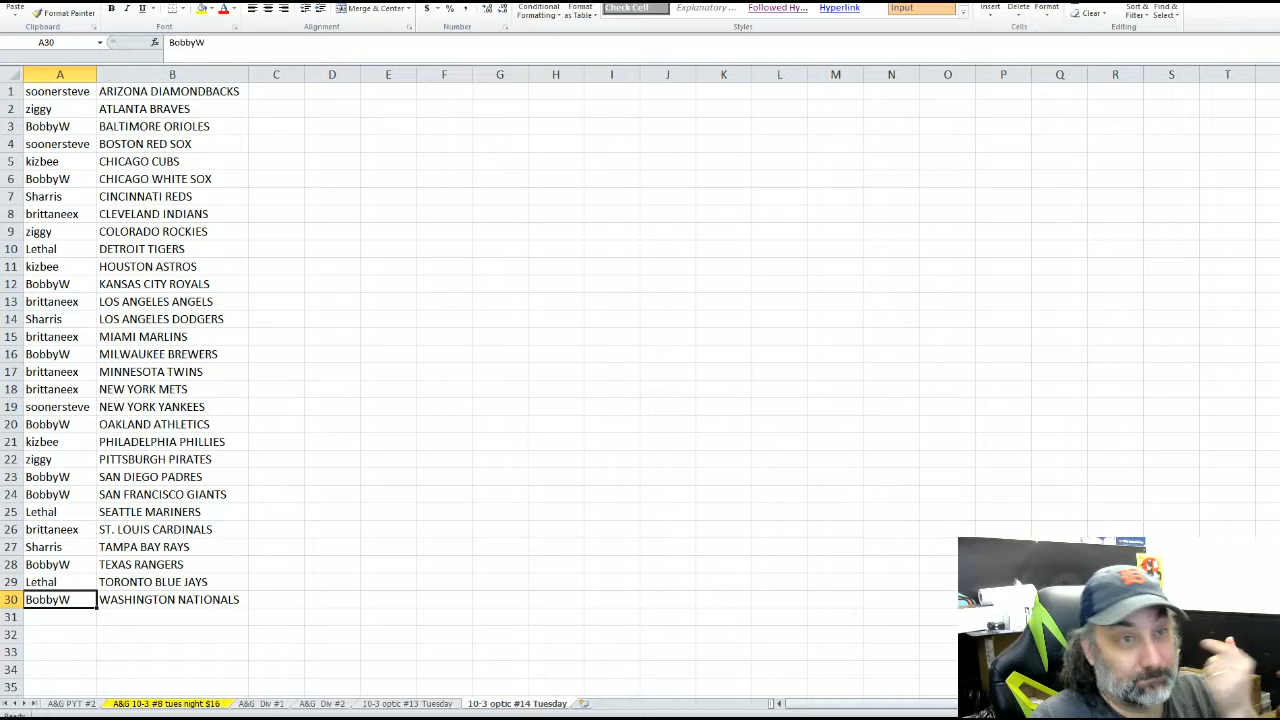 Paste
Format Painter
B I U
Merge & Center
$ % ,
Conditional Formatting
Format as Table
Check Cell
Explanatory ...
Followed Hy...
Hyperlink
Input
Insert Delete Format
Clear
Sort & Filter
Find & Select
Clipboard Font Alignment Number Styles Cells Editing
A30 fx BobbyW
A B C D E F G H I J K L M N O P Q R S T
1 soonersteve ARIZONA DIAMONDBACKS
2 ziggy ATLANTA BRAVES
3 BobbyW BALTIMORE ORIOLES
4 soonersteve BOSTON RED SOX
5 kizbee CHICAGO CUBS
6 BobbyW CHICAGO WHITE SOX
7 Sharris CINCINNATI REDS
8 brittaneex CLEVELAND INDIANS
9 ziggy COLORADO ROCKIES
10 Lethal DETROIT TIGERS
11 kizbee HOUSTON ASTROS
12 BobbyW KANSAS CITY ROYALS
13 brittaneex LOS ANGELES ANGELS
14 Sharris LOS ANGELES DODGERS
15 brittaneex MIAMI MARLINS
16 BobbyW MILWAUKEE BREWERS
17 brittaneex MINNESOTA TWINS
18 brittaneex NEW YORK METS
19 soonersteve NEW YORK YANKEES
20 BobbyW OAKLAND ATHLETICS
21 kizbee PHILADELPHIA PHILLIES
22 ziggy PITTSBURGH PIRATES
23 BobbyW SAN DIEGO PADRES
24 BobbyW SAN FRANCISCO GIANTS
25 Lethal SEATTLE MARINERS
26 brittaneex ST. LOUIS CARDINALS
27 Sharris TAMPA BAY RAYS
28 BobbyW TEXAS RANGERS
29 Lethal TORONTO BLUE JAYS
30 BobbyW WASHINGTON NATIONALS
31
32
33
34
35
A&G PYT #2 A&G 10-3 #8 tues night $16 A&G Div #1 A&G Div #2 10-3 optic #13 Tuesday 10-3 optic #14 Tuesday
Ready